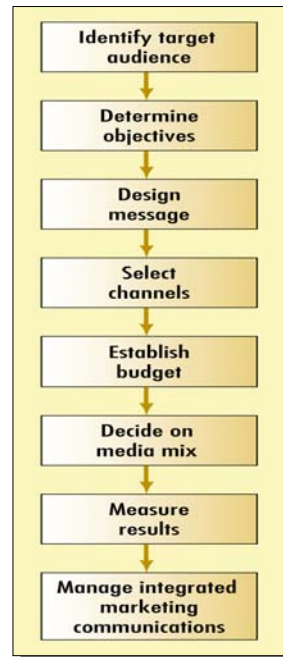 Identify target
audience
Determine
objectives
Design
message
Select
channels
Establish
budget
Decide on
media mix
Measure
results
Manage integrated
marketing
communications